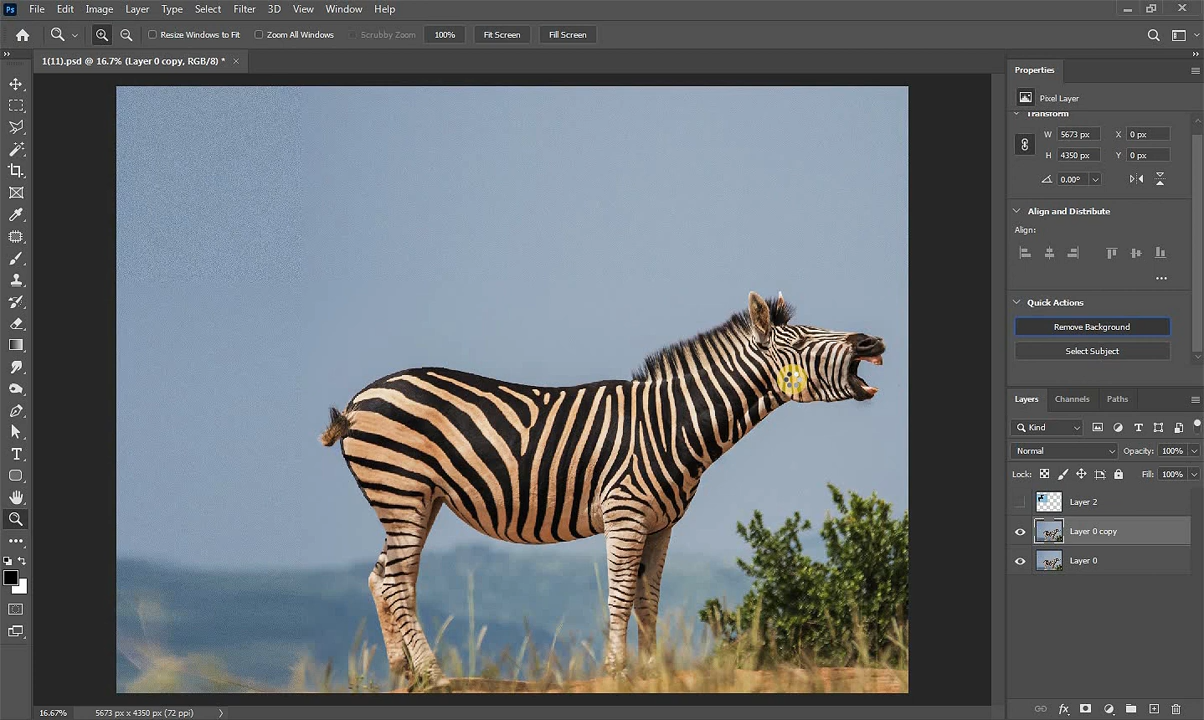 Ps File Edit Image Layer Type Select Filter 3D View Window Help
Resize Windows to Fit Zoom All Windows Scrubby Zoom 100% Fit Screen Fill Screen
1(11).psd @ 16.7% (Layer 0 copy, RGB/8) * ×
Properties
Pixel Layer
Transform
W 5673 px X 0 px
H 4350 px Y 0 px
0.00°
Align and Distribute
Align:
Quick Actions
Remove Background
Select Subject
Layers Channels Paths
Kind
Normal Opacity: 100%
Lock: Fill: 100%
Layer 2
Layer 0 copy
Layer 0
16.67% 5673 px x 4350 px (72 ppi)
fx